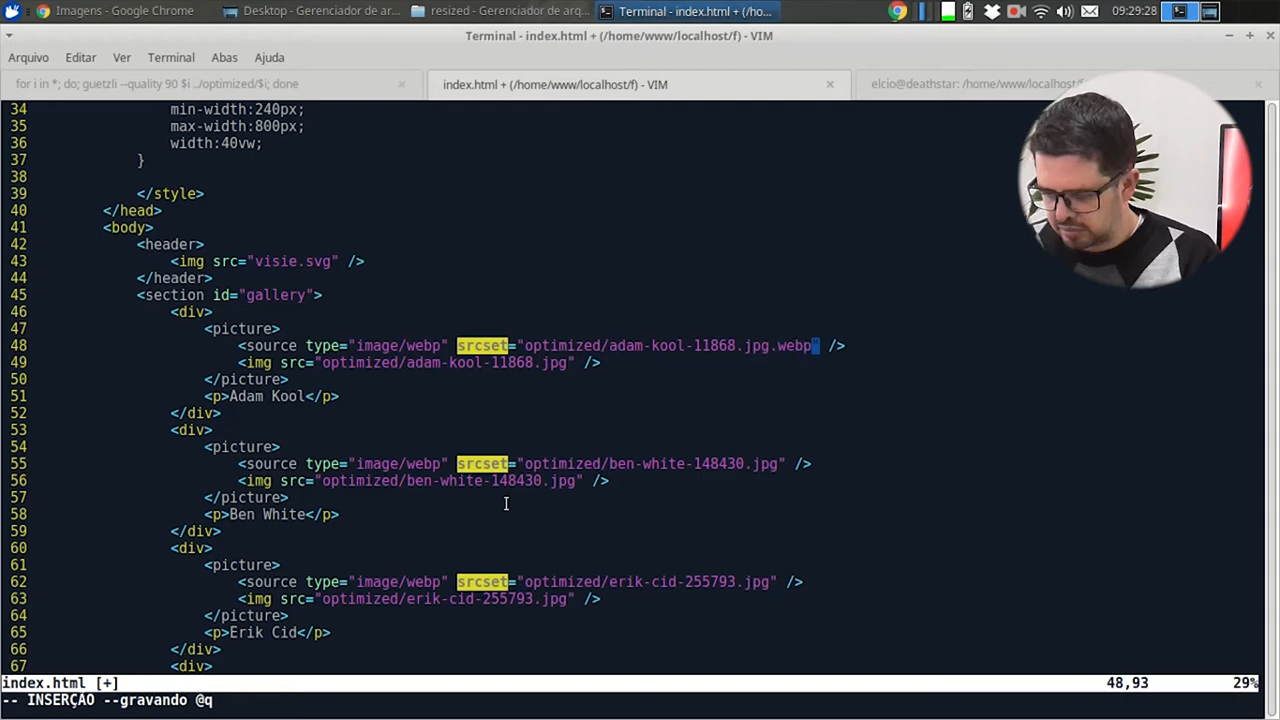 Imagens - Google Chrome
Desktop - Gerenciador de ar...
resized - Gerenciador de arq...
Terminal - index.html + (/ho...
09:29:28
Terminal - index.html + (/home/www/localhost/f) - VIM
Arquivo Editar Ver Terminal Abas Ajuda
for i in *; do; guetzli --quality 90 $i ../optimized/$i; done
index.html + (/home/www/localhost/f) - VIM
elcio@deathstar: /home/www/localhost/f
34 min-width:240px;
35 max-width:800px;
36 width:40vw;
37 }
38
39 </style>
40 </head>
41 <body>
42 <header>
43 <img src="visie.svg" />
44 </header>
45 <section id="gallery">
46 <div>
47 <picture>
48 <source type="image/webp" srcset="optimized/adam-kool-11868.jpg.webp" />
49 <img src="optimized/adam-kool-11868.jpg" />
50 </picture>
51 <p>Adam Kool</p>
52 </div>
53 <div>
54 <picture>
55 <source type="image/webp" srcset="optimized/ben-white-148430.jpg" />
56 <img src="optimized/ben-white-148430.jpg" />
57 </picture>
58 <p>Ben White</p>
59 </div>
60 <div>
61 <picture>
62 <source type="image/webp" srcset="optimized/erik-cid-255793.jpg" />
63 <img src="optimized/erik-cid-255793.jpg" />
64 </picture>
65 <p>Erik Cid</p>
66 </div>
67 <div>
index.html [+] 48,93 29%
-- INSERÇÃO --gravando @q